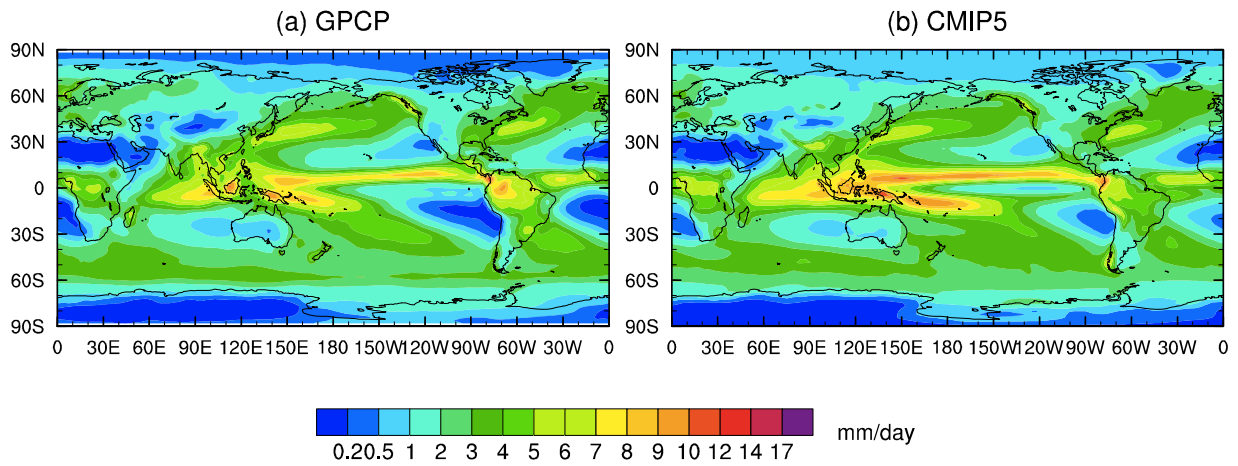 (a) GPCP (b) CMIP5
90N 90N
60N 60N
30N 30N
0 0
30S 30S
60S 60S
90S 90S
0 30E 60E 90E 120E 150E 180 150W 120W 90W 60W 0 0 30E 60E 90E 120E 150E 180 150W 120W 90W 60W 0
0.2 0.5 1 2 3 4 5 6 7 8 9 10 12 14 17 mm/day